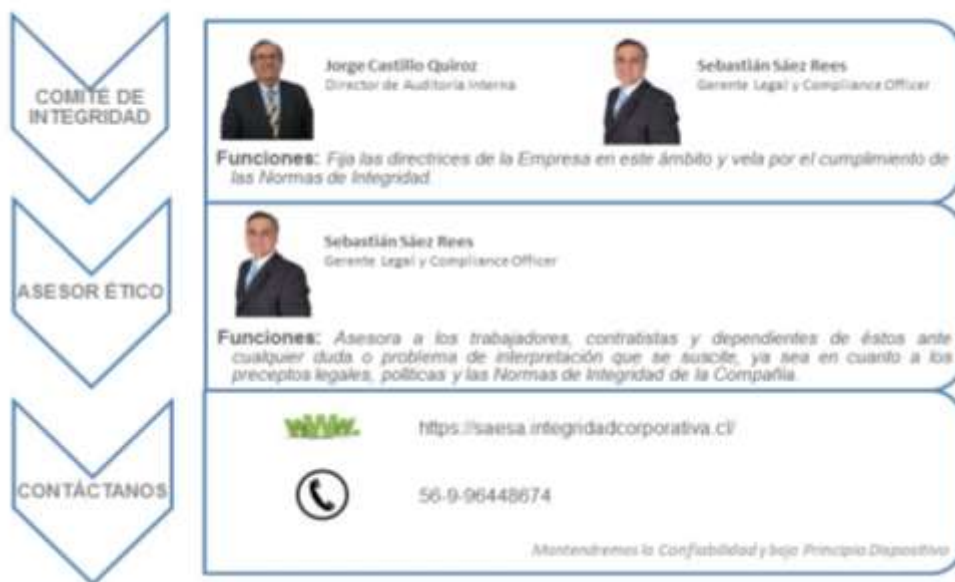 COMITÉ DE
INTEGRIDAD
Jorge Castillo Quiroz
Director de Auditoría Interna
Sebastián Sáez Rees
Gerente Legal y Compliance Officer
Funciones: Fija las directrices de la Empresa en este ámbito y vela por el cumplimiento de
las Normas de Integridad.
ASESOR ÉTICO
Sebastián Sáez Rees
Gerente Legal y Compliance Officer
Funciones: Asesora a los trabajadores, contratistas y dependientes de éstos ante
cualquier duda o problema de interpretación que se suscite, ya sea en cuanto a los
preceptos legales, políticas y las Normas de Integridad de la Compañía.
CONTÁCTANOS
www.
https://saesa.integridadcorporativa.cl/
56-9-96448674
Mantendremos la Confiabilidad y bajo Principio Dispositivo